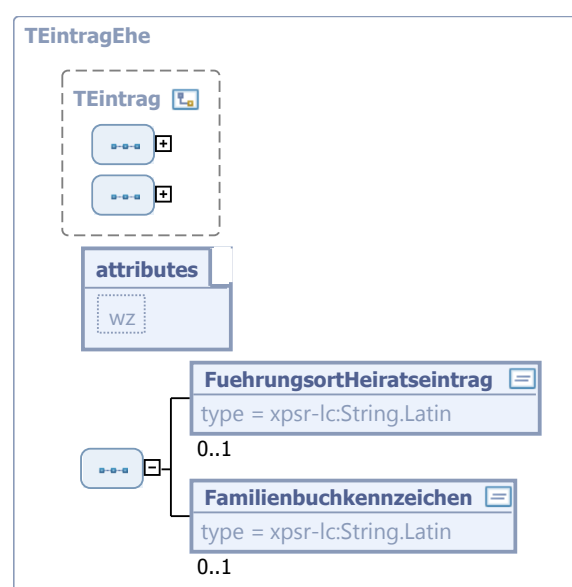 TEintragEhe
TEintrag
attributes
wz
FuehrungsortHeiratseintrag
type = xpsr-lc:String.Latin
0..1
Familienbuchkennzeichen
type = xpsr-lc:String.Latin
0..1